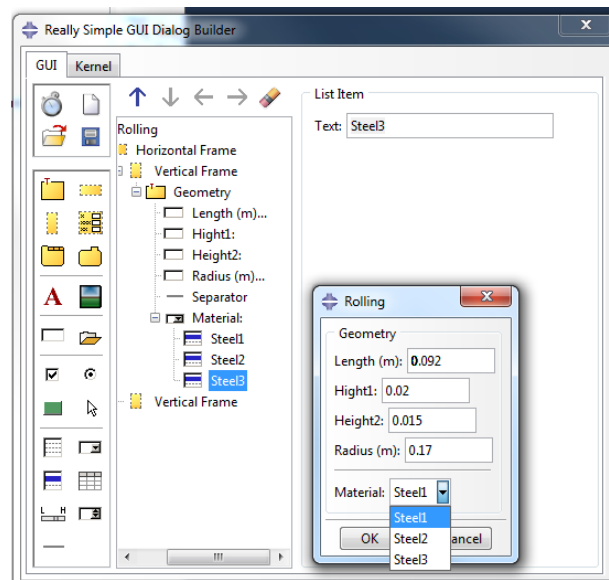 Really Simple GUI Dialog Builder
x
GUI Kernel
List Item
Text: Steel3
Rolling
Horizontal Frame
Vertical Frame
T Geometry
Length (m)...
Hight1:
Height2:
Radius (m)...
Separator
Material:
Steel1
Steel2
Steel3
Vertical Frame
T
A
L H
Rolling
x
Geometry
Length (m): 0.092
Hight1: 0.02
Height2: 0.015
Radius (m): 0.17
Material: Steel1
Steel1
Steel2
Steel3
OK
ancel